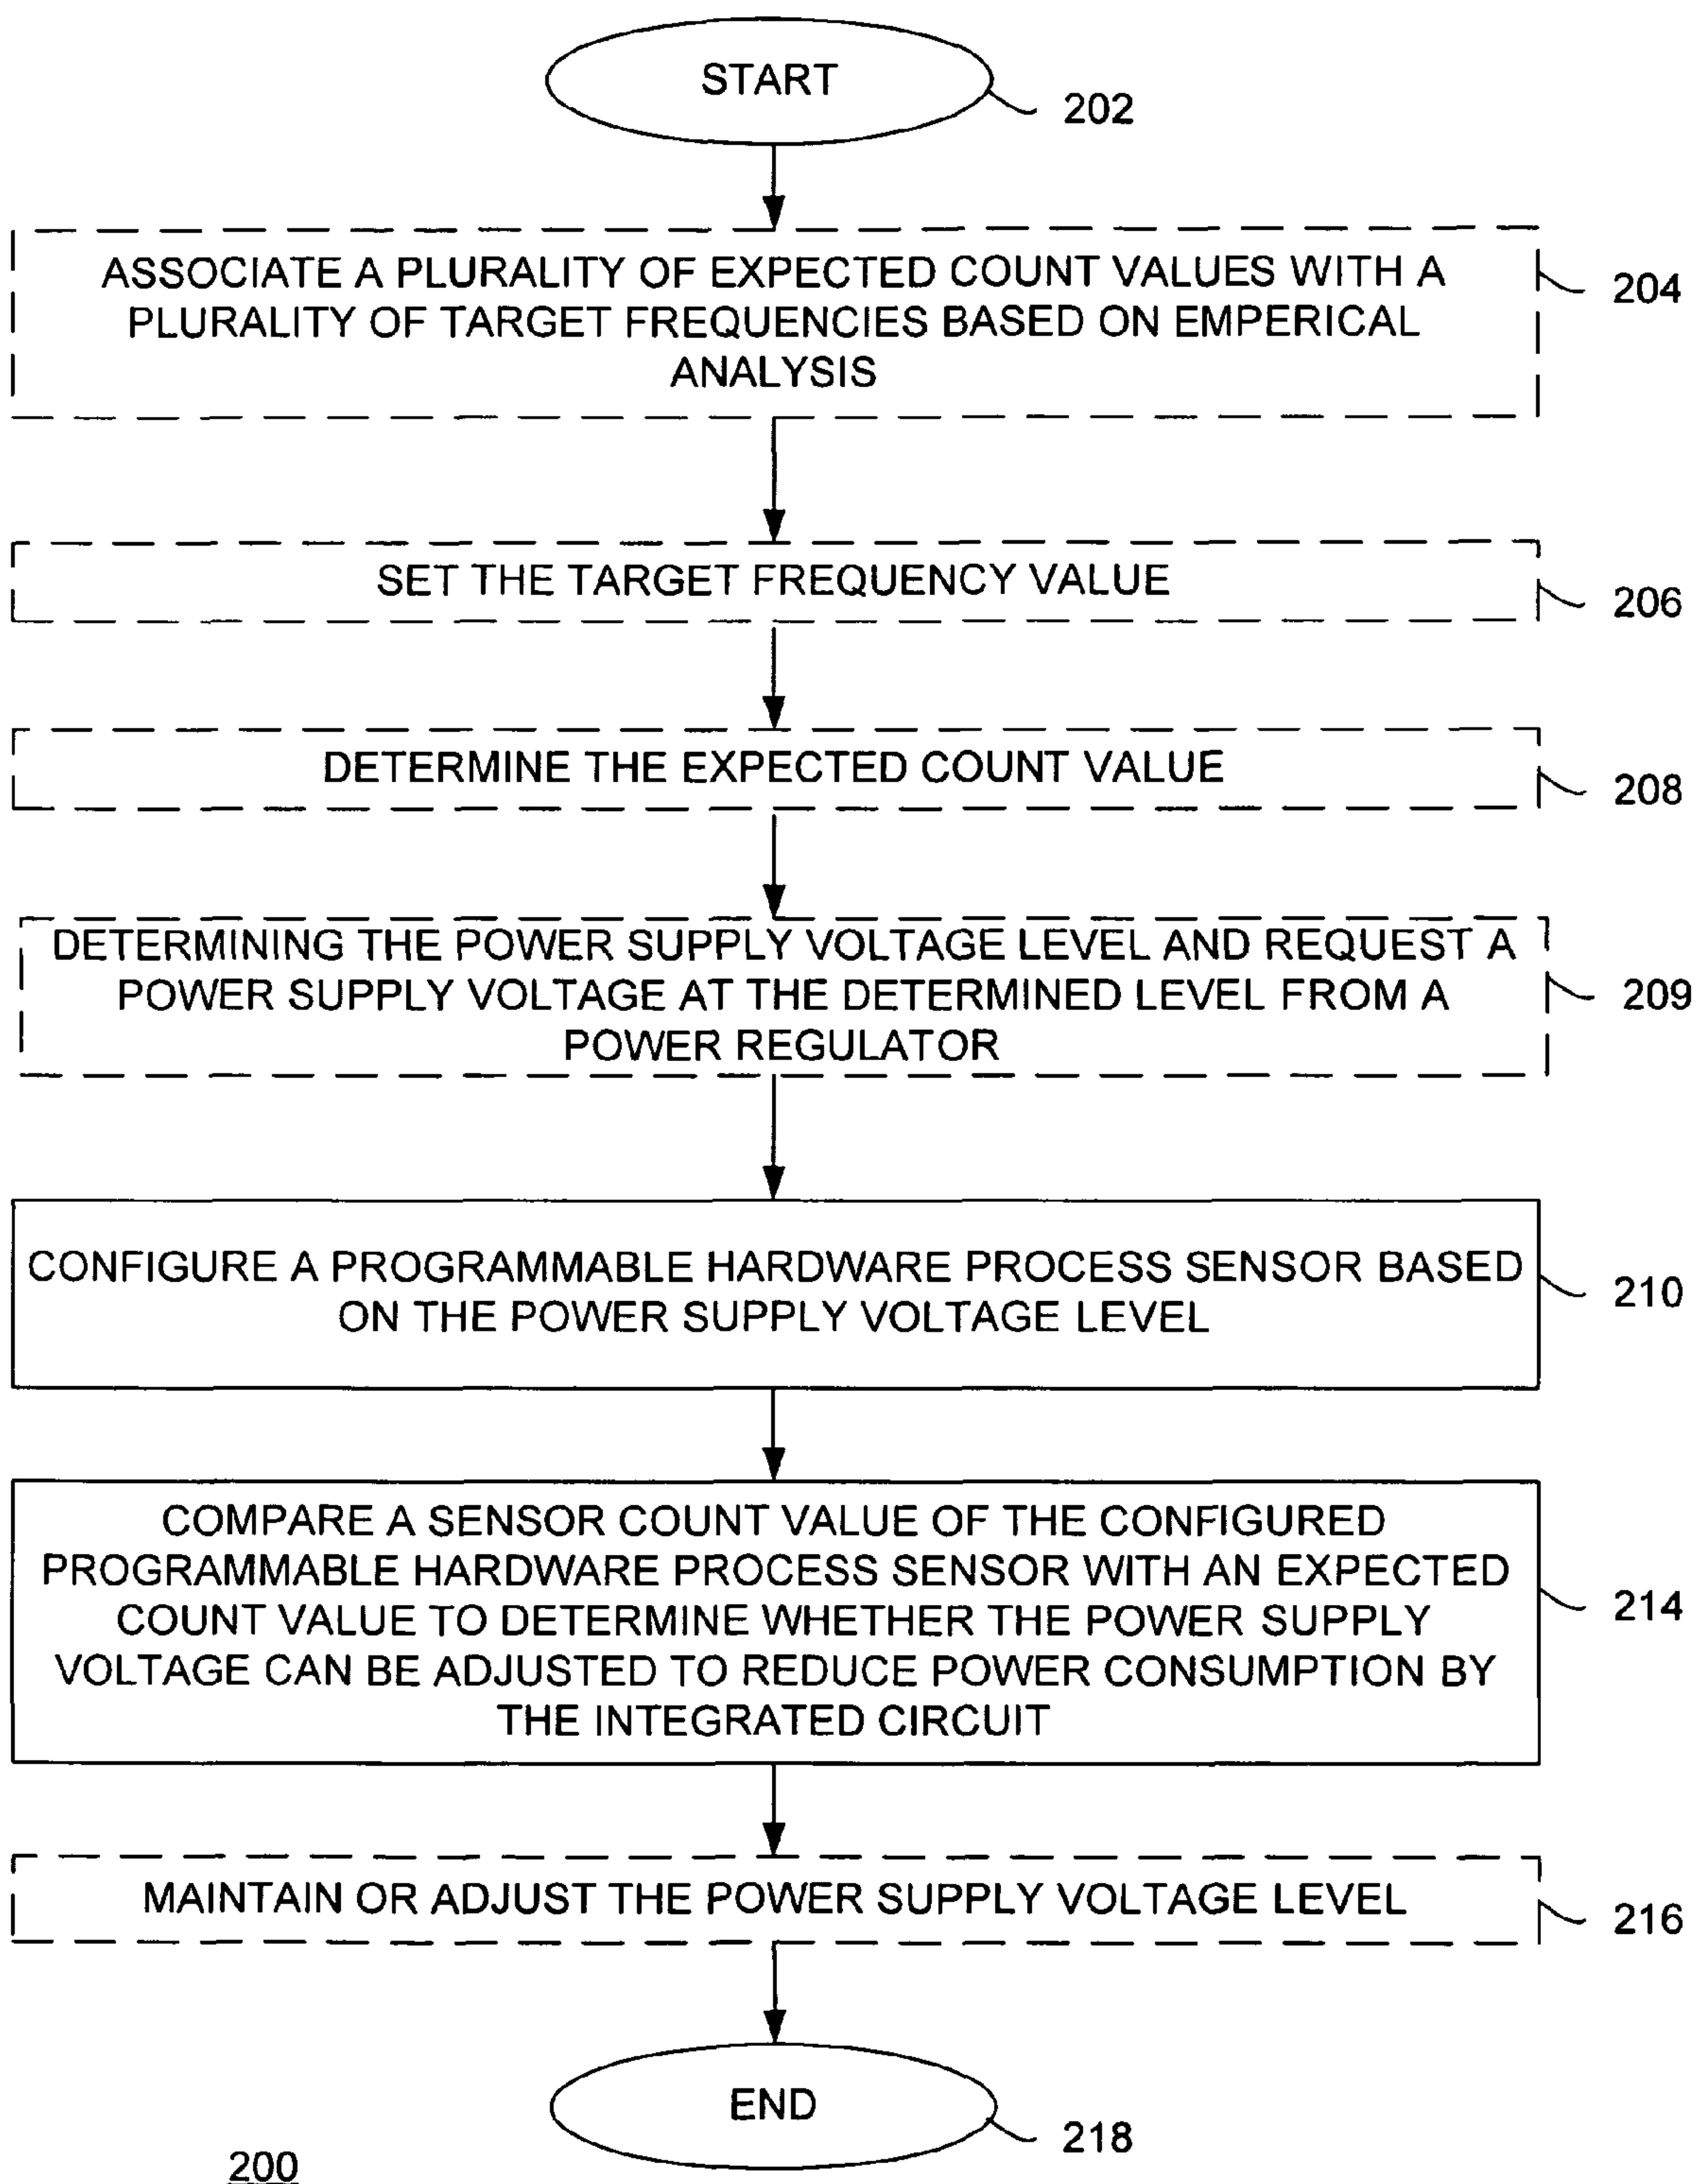 START
202
ASSOCIATE A PLURALITY OF EXPECTED COUNT VALUES WITH A
PLURALITY OF TARGET FREQUENCIES BASED ON EMPERICAL
ANALYSIS
204
SET THE TARGET FREQUENCY VALUE
206
DETERMINE THE EXPECTED COUNT VALUE
208
DETERMINING THE POWER SUPPLY VOLTAGE LEVEL AND REQUEST A
POWER SUPPLY VOLTAGE AT THE DETERMINED LEVEL FROM A
POWER REGULATOR
209
CONFIGURE A PROGRAMMABLE HARDWARE PROCESS SENSOR BASED
ON THE POWER SUPPLY VOLTAGE LEVEL
210
COMPARE A SENSOR COUNT VALUE OF THE CONFIGURED
PROGRAMMABLE HARDWARE PROCESS SENSOR WITH AN EXPECTED
COUNT VALUE TO DETERMINE WHETHER THE POWER SUPPLY
VOLTAGE CAN BE ADJUSTED TO REDUCE POWER CONSUMPTION BY
THE INTEGRATED CIRCUIT
214
MAINTAIN OR ADJUST THE POWER SUPPLY VOLTAGE LEVEL
216
END
218
200